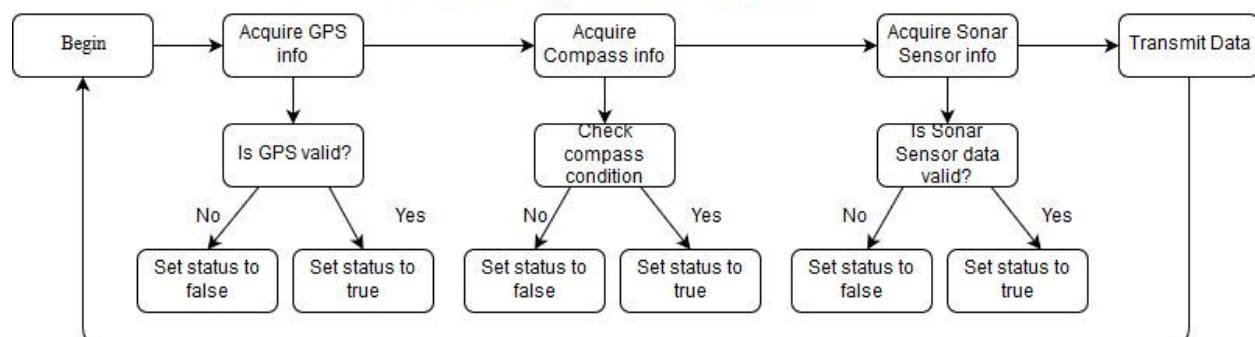 Begin
Acquire GPS
info
Acquire
Compass info
Acquire Sonar
Sensor info
Transmit Data
Is GPS valid?
Check
compass
condition
Is Sonar
Sensor data
valid?
No
Yes
No
Yes
No
Yes
Set status to
false
Set status to
true
Set status to
false
Set status to
true
Set status to
false
Set status to
true